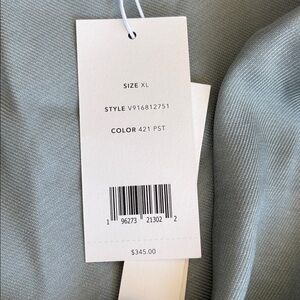 SIZE XL
STYLE V916812751
COLOR 421 PST
1 96273 21302 2
$345.00